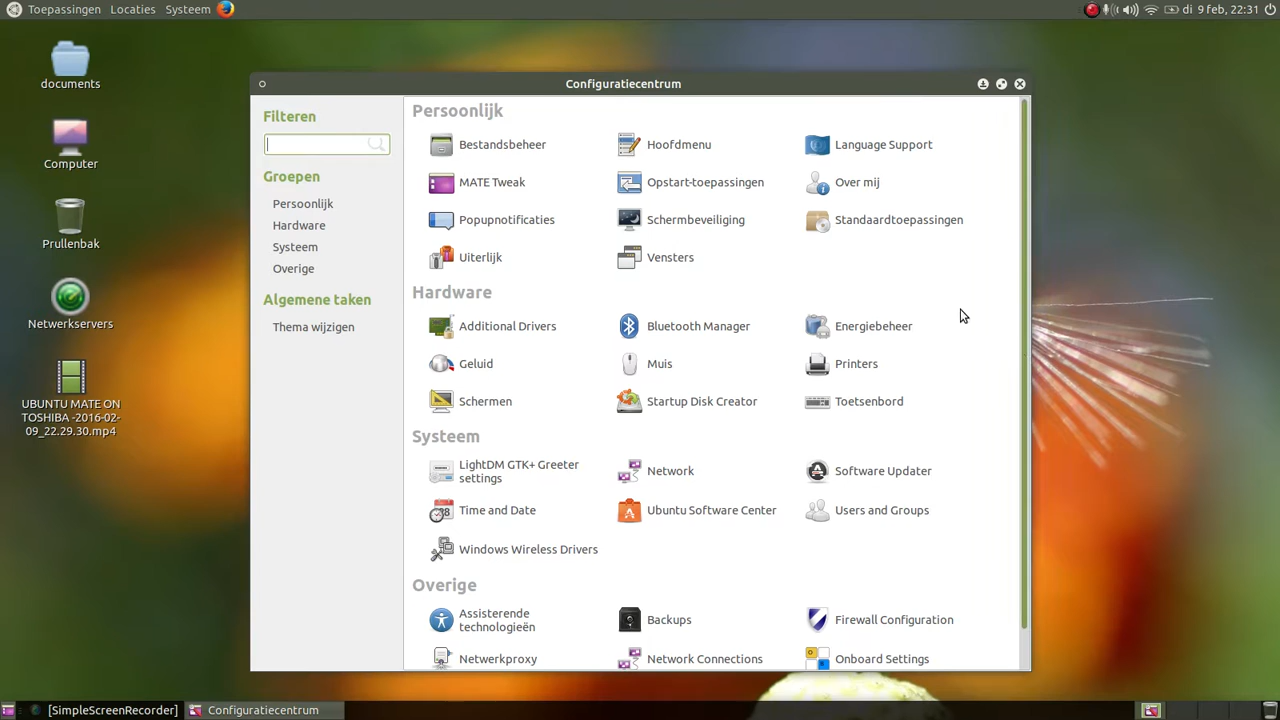 Toepassingen Locaties Systeem di 9 feb, 22:31
documents
Computer
Prullenbak
Netwerkservers
UBUNTU MATE ON
TOSHIBA -2016-02-
09_22.29.30.mp4
Configuratiecentrum
Filteren
Groepen
Persoonlijk
Hardware
Systeem
Overige
Algemene taken
Thema wijzigen
Persoonlijk
Bestandsbeheer Hoofdmenu Language Support
MATE Tweak Opstart-toepassingen Over mij
Popupnotificaties Schermbeveiliging Standaardtoepassingen
Uiterlijk Vensters
Hardware
Additional Drivers Bluetooth Manager Energiebeheer
Geluid Muis Printers
Schermen Startup Disk Creator Toetsenbord
Systeem
LightDM GTK+ Greeter
settings
Network Software Updater
Time and Date Ubuntu Software Center Users and Groups
Windows Wireless Drivers
Overige
Assisterende
technologieën
Backups Firewall Configuration
Netwerkproxy Network Connections Onboard Settings
[SimpleScreenRecorder] Configuratiecentrum